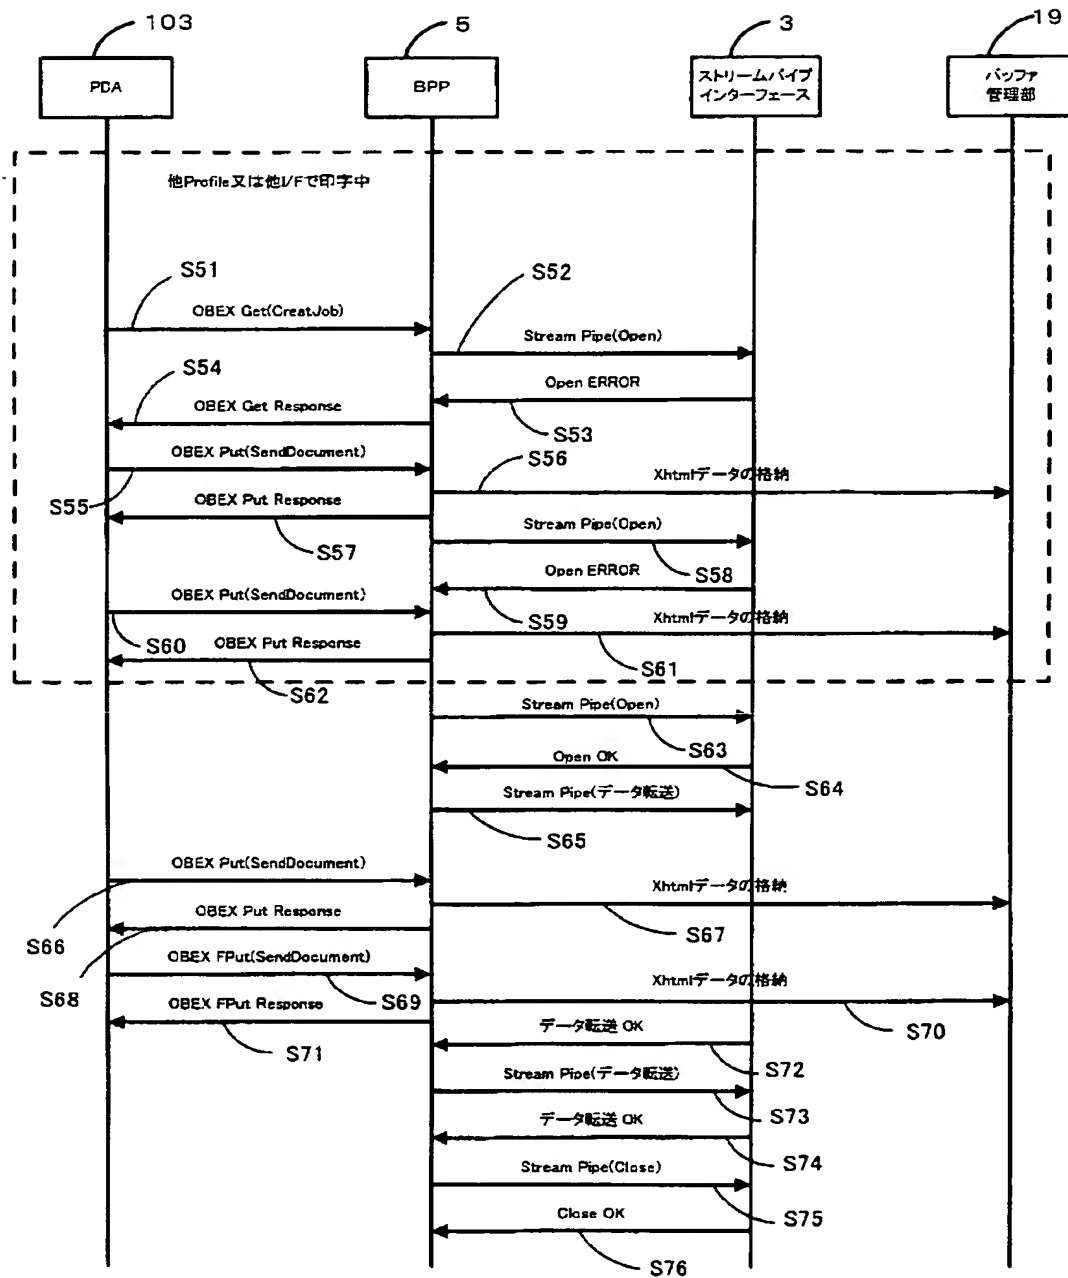 103
5
3
19
PDA
BPP
ストリームパイプ
インターフェース
バッファ
管理部
他Profile又は他I/Fで印字中
S51
S52
OBEX Get(CreatJob)
Stream Pipe(Open)
S54
Open ERROR
OBEX Get Response
S53
OBEX Put(SendDocument)
S56
Xhtmlデータの格納
S55
OBEX Put Response
S57
Stream Pipe(Open)
S58
Open ERROR
OBEX Put(SendDocument)
S59
Xhtmlデータの格納
S60
OBEX Put Response
S61
S62
Stream Pipe(Open)
S63
Open OK
S64
Stream Pipe(データ転送)
S65
OBEX Put(SendDocument)
Xhtmlデータの格納
S66
OBEX Put Response
S67
S68
OBEX FPut(SendDocument)
S69
Xhtmlデータの格納
OBEX FPut Response
S70
S71
データ転送 OK
S72
Stream Pipe(データ転送)
S73
データ転送 OK
S74
Stream Pipe(Close)
S75
Close OK
S76